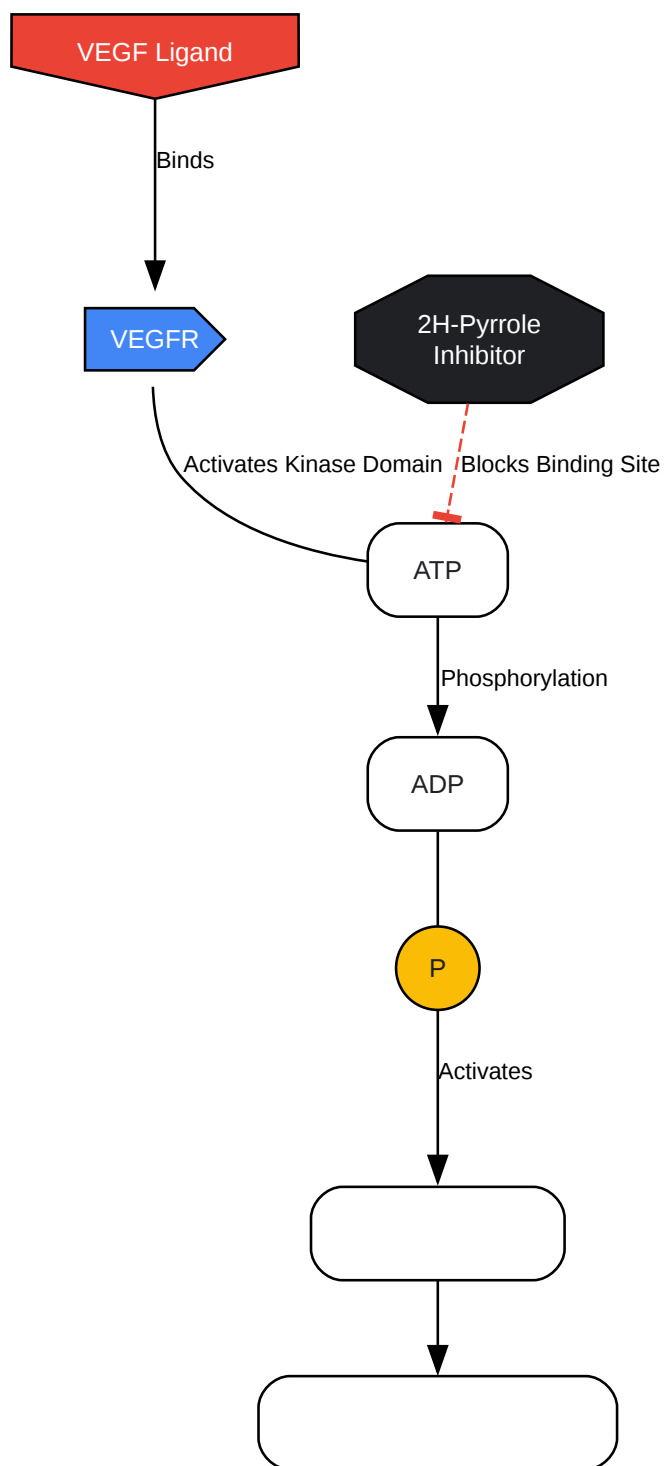 VEGF Ligand
Binds
VEGFR
2H-Pyrrole
Inhibitor
Activates Kinase Domain
Blocks Binding Site
ATP
Phosphorylation
ADP
P
Activates